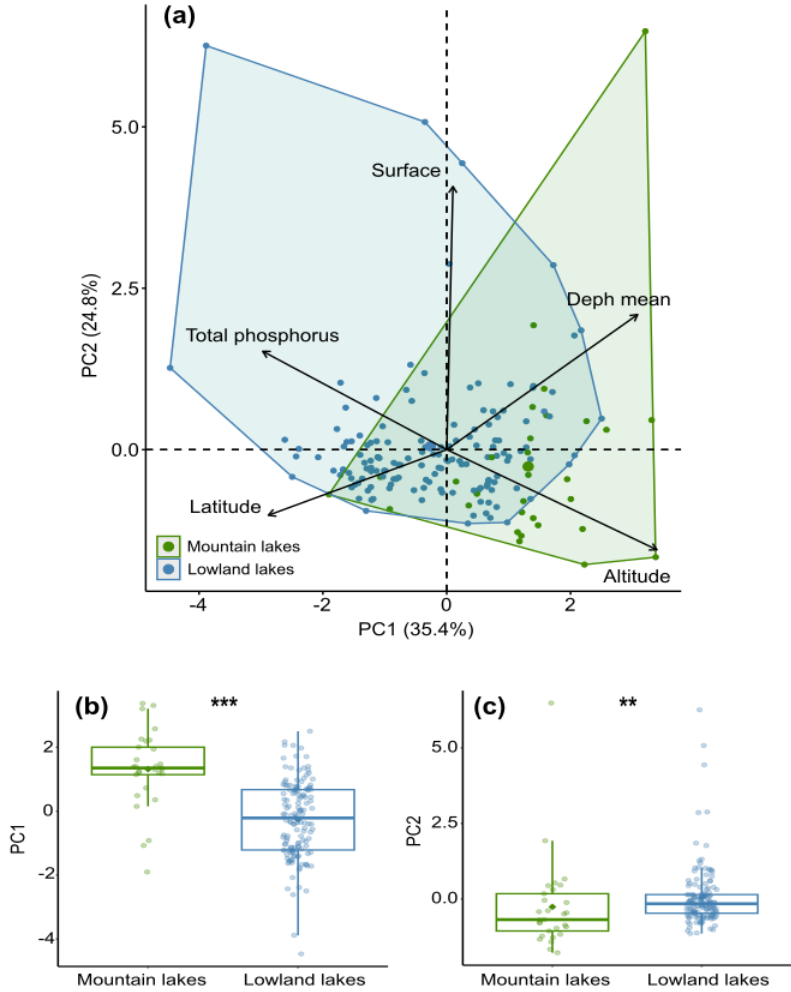 (a)
5.0
2.5
0.0
PC2 (24.8%)
Surface
Deph mean
Total phosphorus
Latitude
Altitude
Mountain lakes
Lowland lakes
-4
-2
0
2
PC1 (35.4%)
(b)
***
2
0
-2
-4
PC1
Mountain lakes
Lowland lakes
(c)
**
5.0
2.5
0.0
PC2
Mountain lakes
Lowland lakes